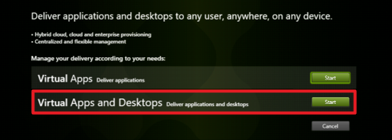 Deliver applications and desktops to any user, anywhere, on any device.
• Hybrid cloud, cloud and enterprise provisioning
• Centralized and flexible management
Manage your delivery according to your needs:
Virtual Apps Deliver applications Start
Virtual Apps and Desktops Deliver applications and desktops Start
Cancel